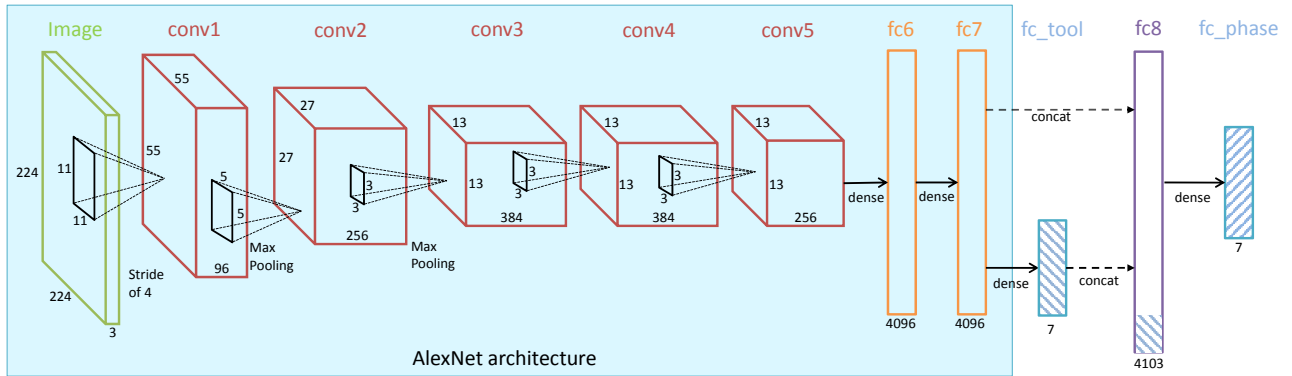 Image
conv1
conv2
conv3
conv4
conv5
fc6
fc7
fc_tool
fc8
fc_phase
224
11
11
224
3
Stride
of 4
55
55
5
5
96
Max
Pooling
27
27
3
3
256
Max
Pooling
13
13
3
3
384
13
13
3
3
384
13
13
256
dense
4096
dense
4096
dense
7
concat
concat
4103
dense
7
AlexNet architecture